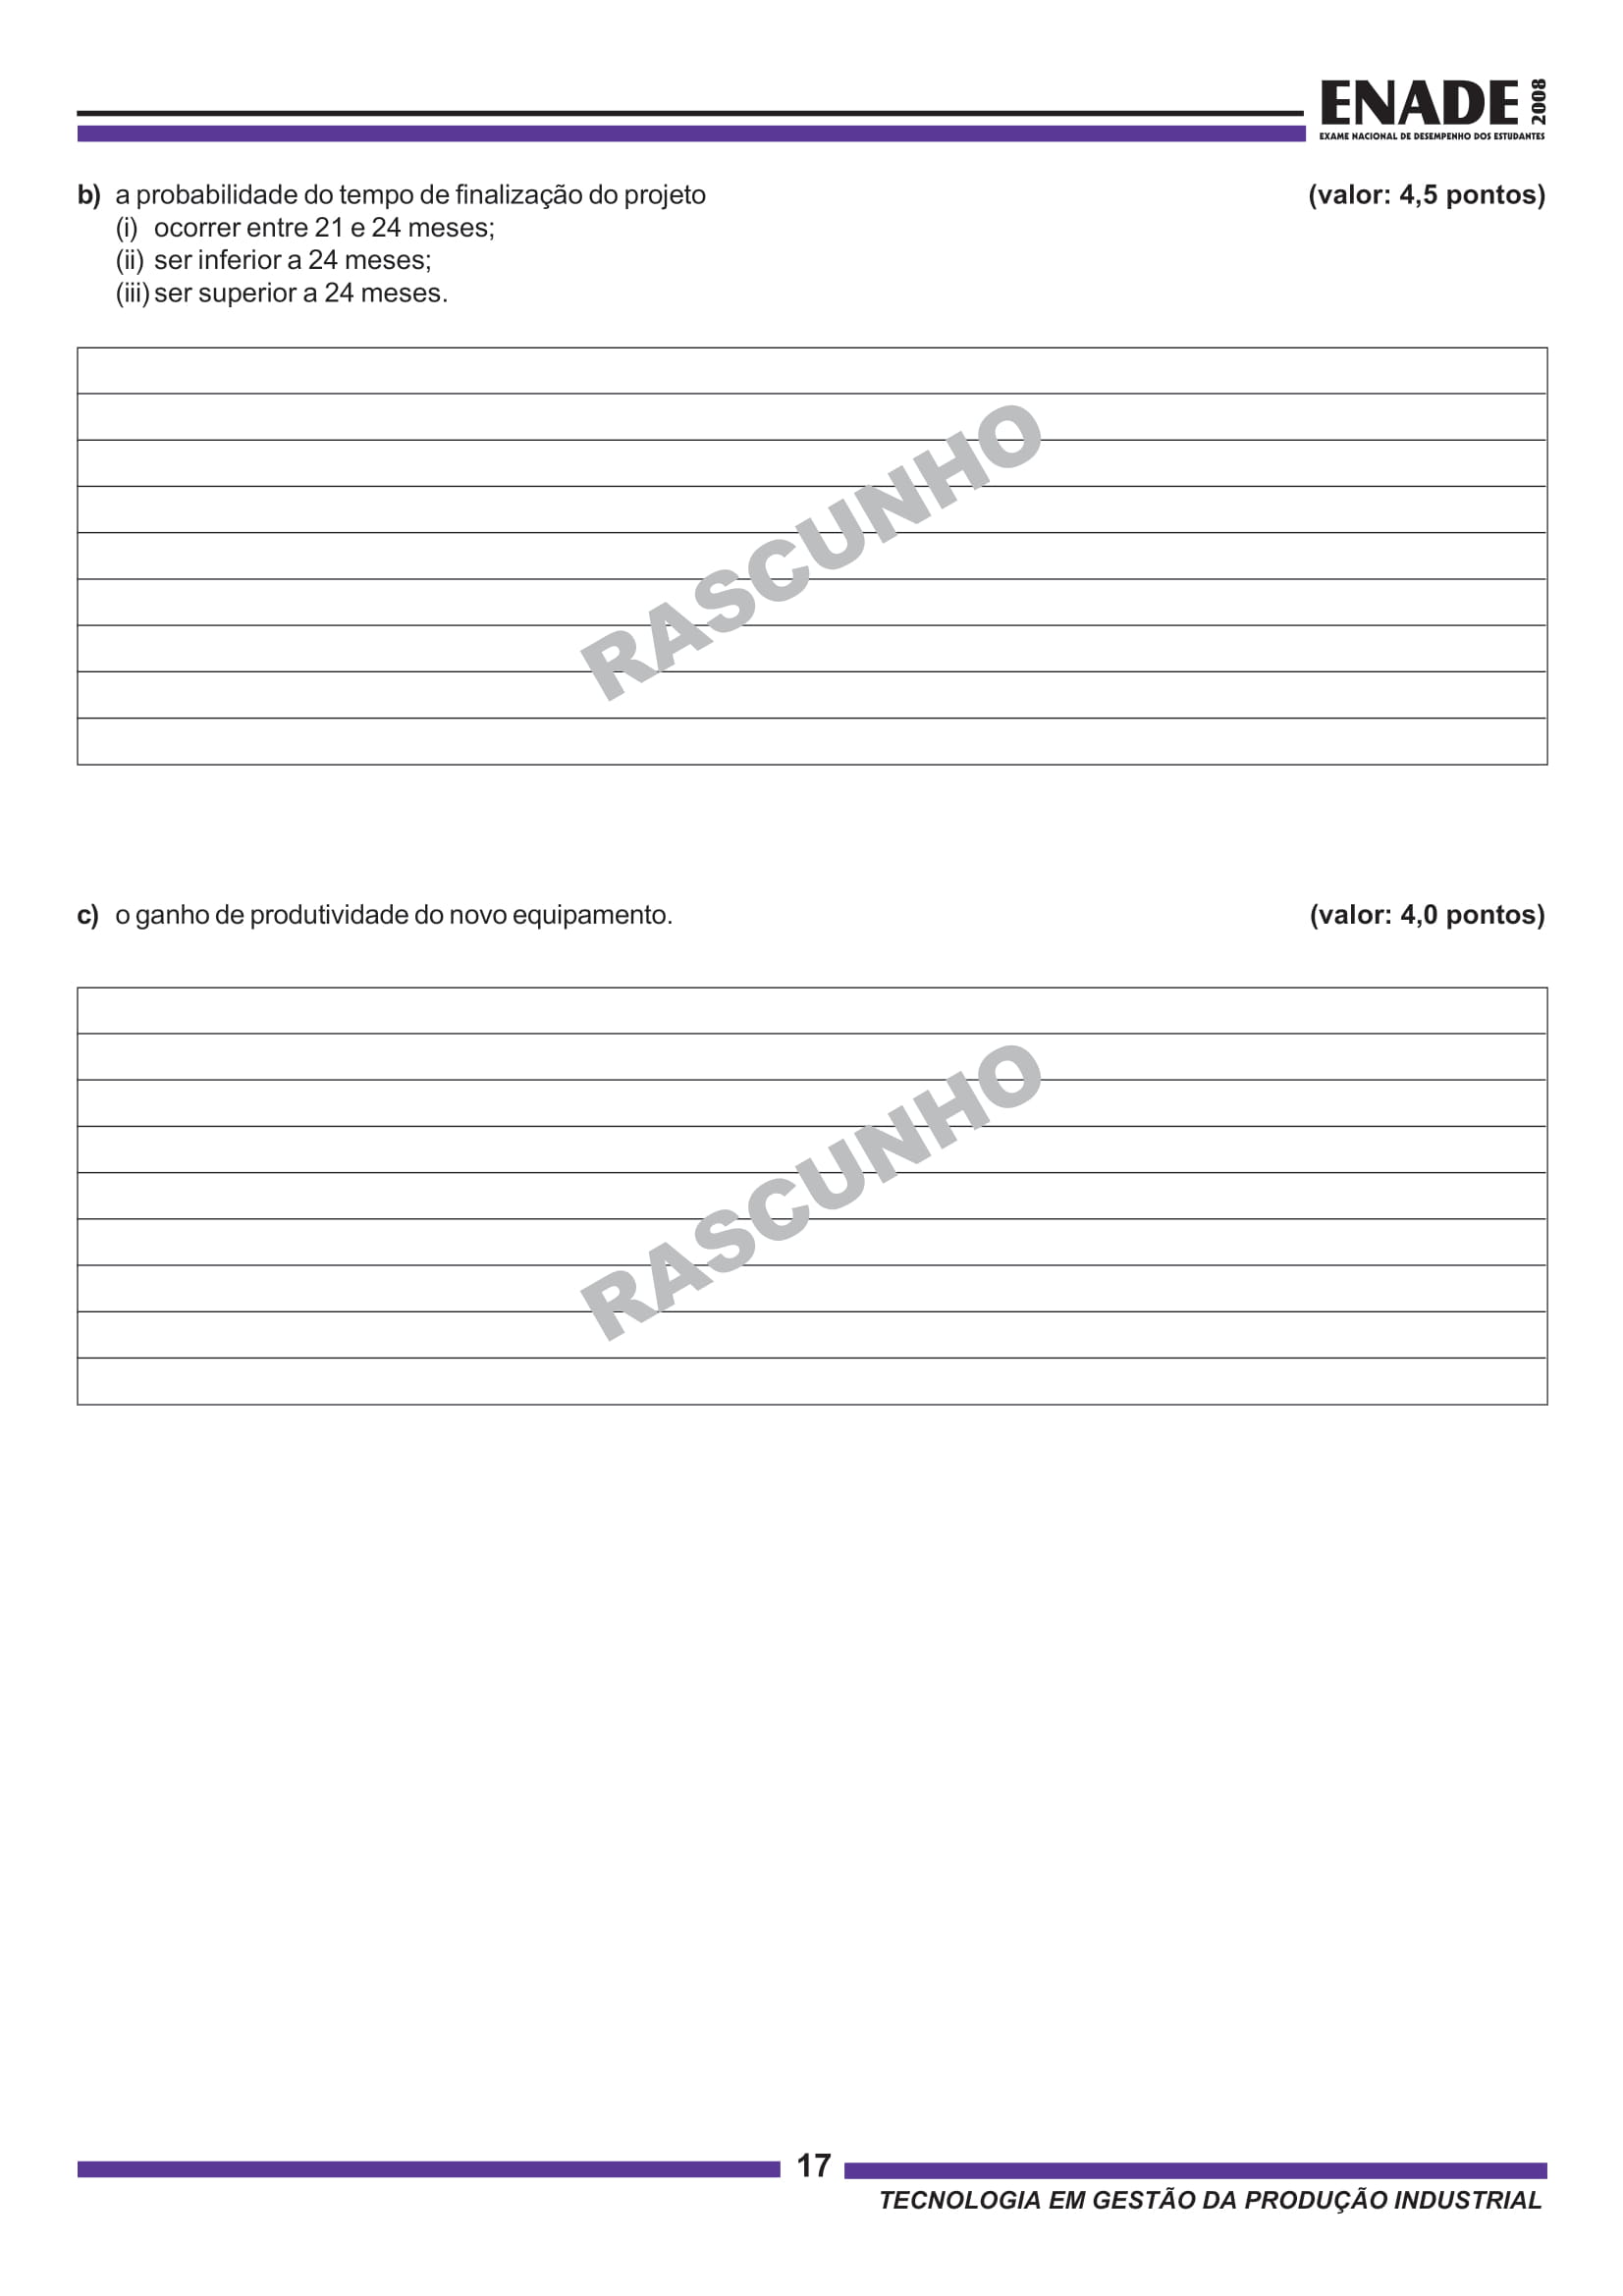 ENADE 2008
EXAME NACIONAL DE DESEMPENHO DOS ESTUDANTES
b) a probabilidade do tempo de finalização do projeto (valor: 4,5 pontos)
(i) ocorrer entre 21 e 24 meses;
(ii) ser inferior a 24 meses;
(iii) ser superior a 24 meses.
RASCUNHO
c) o ganho de produtividade do novo equipamento. (valor: 4,0 pontos)
RASCUNHO
17
TECNOLOGIA EM GESTÃO DA PRODUÇÃO INDUSTRIAL